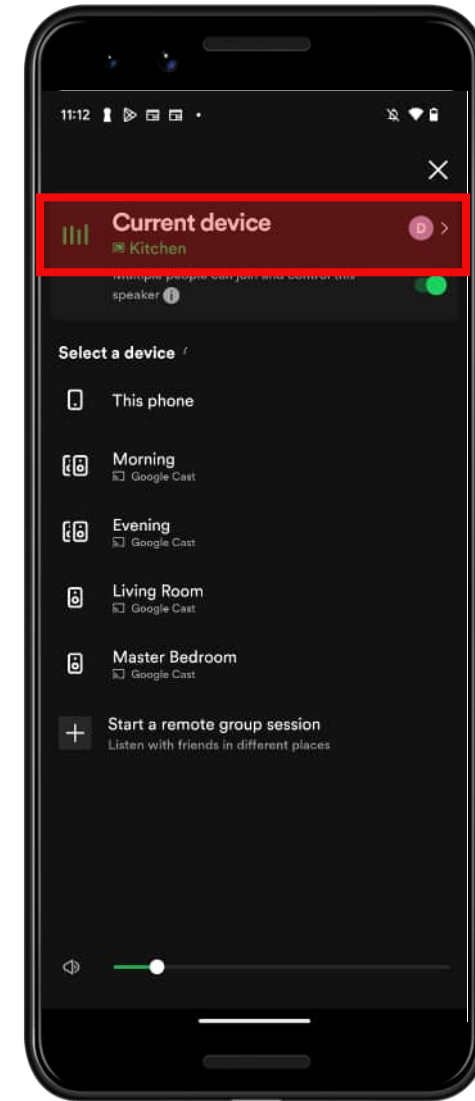 11:12
Current device
D
Kitchen
Multiple people can join and control this
speaker
Select a device
This phone
Morning
Google Cast
Evening
Google Cast
Living Room
Google Cast
Master Bedroom
Google Cast
Start a remote group session
Listen with friends in different places